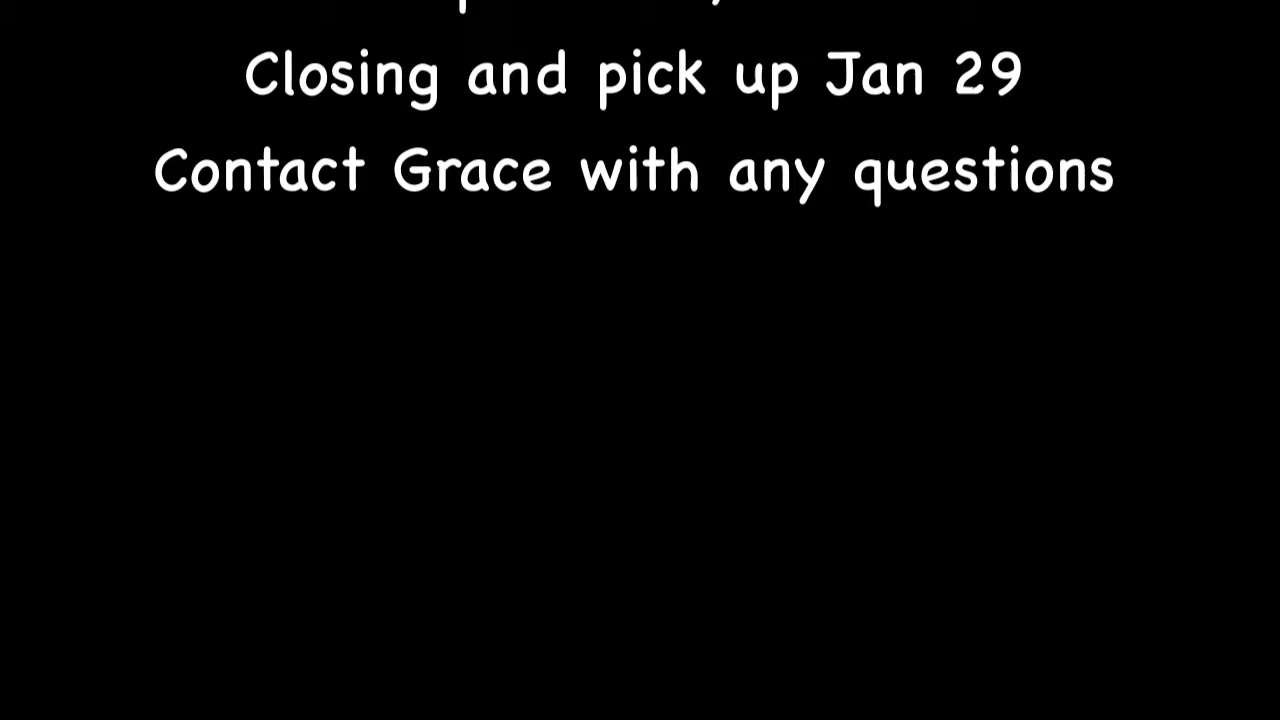 Closing and pick up Jan 29
Contact Grace with any questions